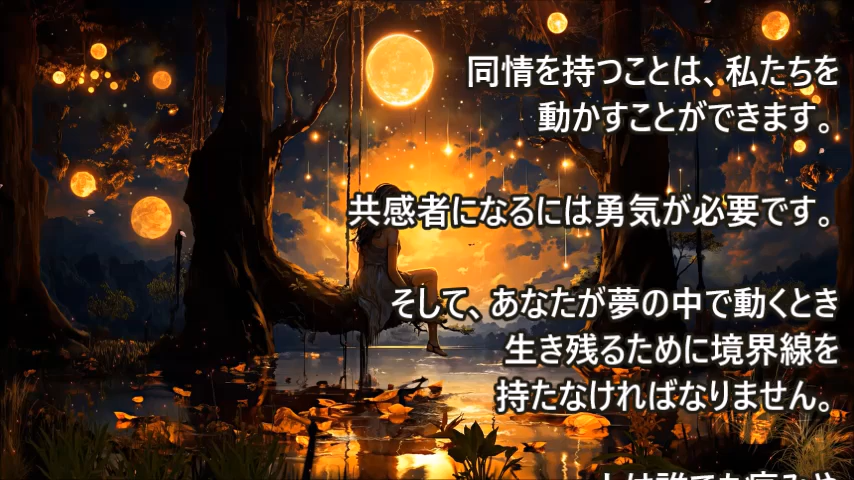 同情を持つことは、私たちを
動かすことができます。
共感者になるには勇気が必要です。
そして、あなたが夢の中で動くとき
生き残るために境界線を
持たなければなりません。